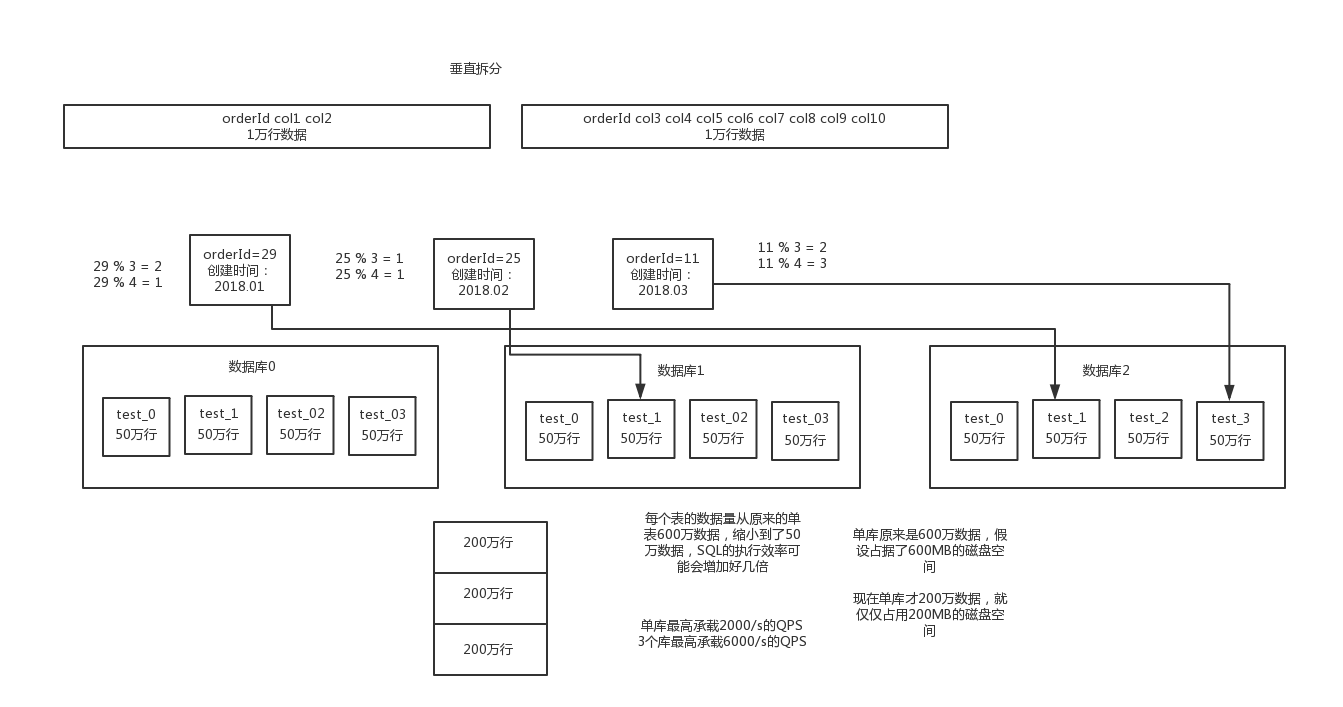 垂直拆分
orderId col1 col2
1万行数据
orderId col3 col4 col5 col6 col7 col8 col9 col10
1万行数据
29 % 3 = 2
29 % 4 = 1
orderId=29
创建时间：
2018.01
25 % 3 = 1
25 % 4 = 1
orderId=25
创建时间：
2018.02
orderId=11
创建时间：
2018.03
11 % 3 = 2
11 % 4 = 3
数据库0
test_0
50万行
test_1
50万行
test_02
50万行
test_03
50万行
数据库1
test_0
50万行
test_1
50万行
test_02
50万行
test_03
50万行
数据库2
test_0
50万行
test_1
50万行
test_2
50万行
test_3
50万行
200万行
200万行
200万行
每个表的数据量从原来的单
表600万数据，缩小到了50
万数据，SQL的执行效率可
能会增加好几倍
单库最高承载2000/s的QPS
3个库最高承载6000/s的QPS
单库原来是600万数据，假
设占据了600MB的磁盘空
间
现在单库才200万数据，就
仅仅占用200MB的磁盘空
间